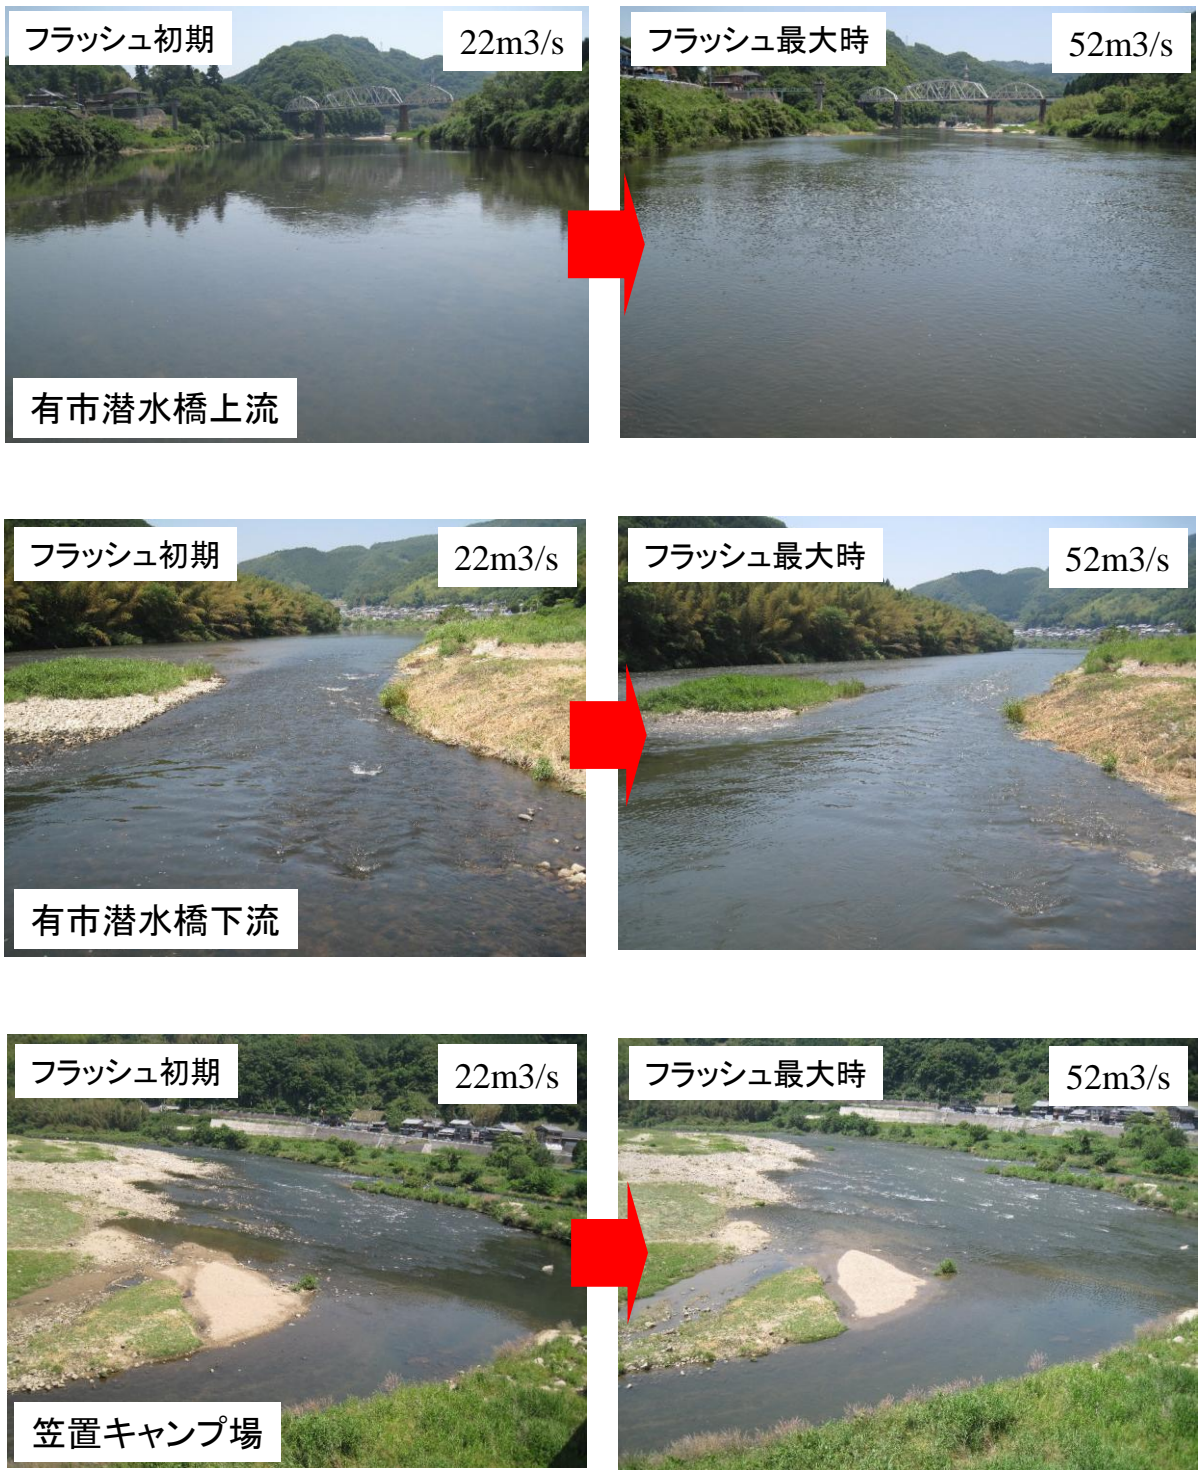 フラッシュ初期
22m3/s
フラッシュ最大時
52m3/s
有市潜水橋上流
フラッシュ初期
22m3/s
フラッシュ最大時
52m3/s
有市潜水橋下流
フラッシュ初期
22m3/s
フラッシュ最大時
52m3/s
笠置キャンプ場